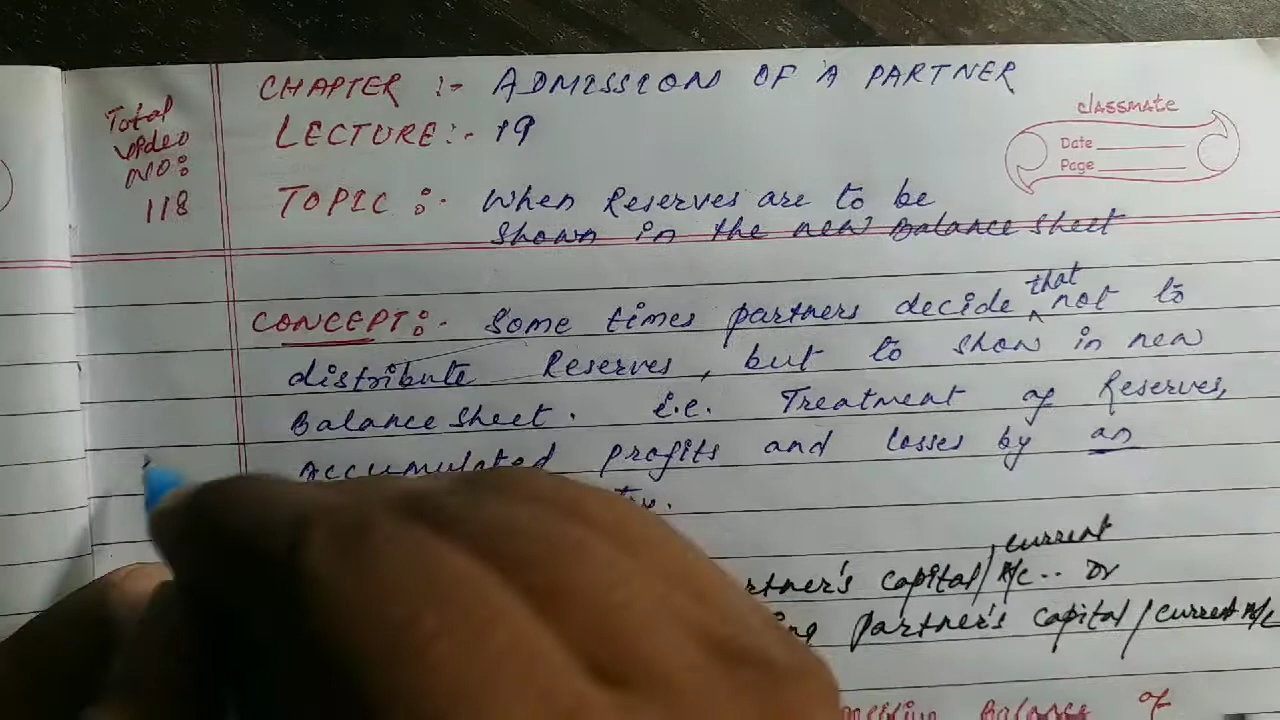 Total
video
NO:
118
CHAPTER :- ADMISSION OF A PARTNER
LECTURE:- 19
classmate
Date
Page
TOPIC :- When Reserves are to be
shown in the new Balance sheet
CONCEPT:- Some times partners decide that not to
distribute Reserves, but to show in new
Balance sheet. i.e. Treatment of Reserves,
Accumulated profits and losses by an
current
rtner's capital/ A/c.. Or
Partner's capital/current A/c
Balance of